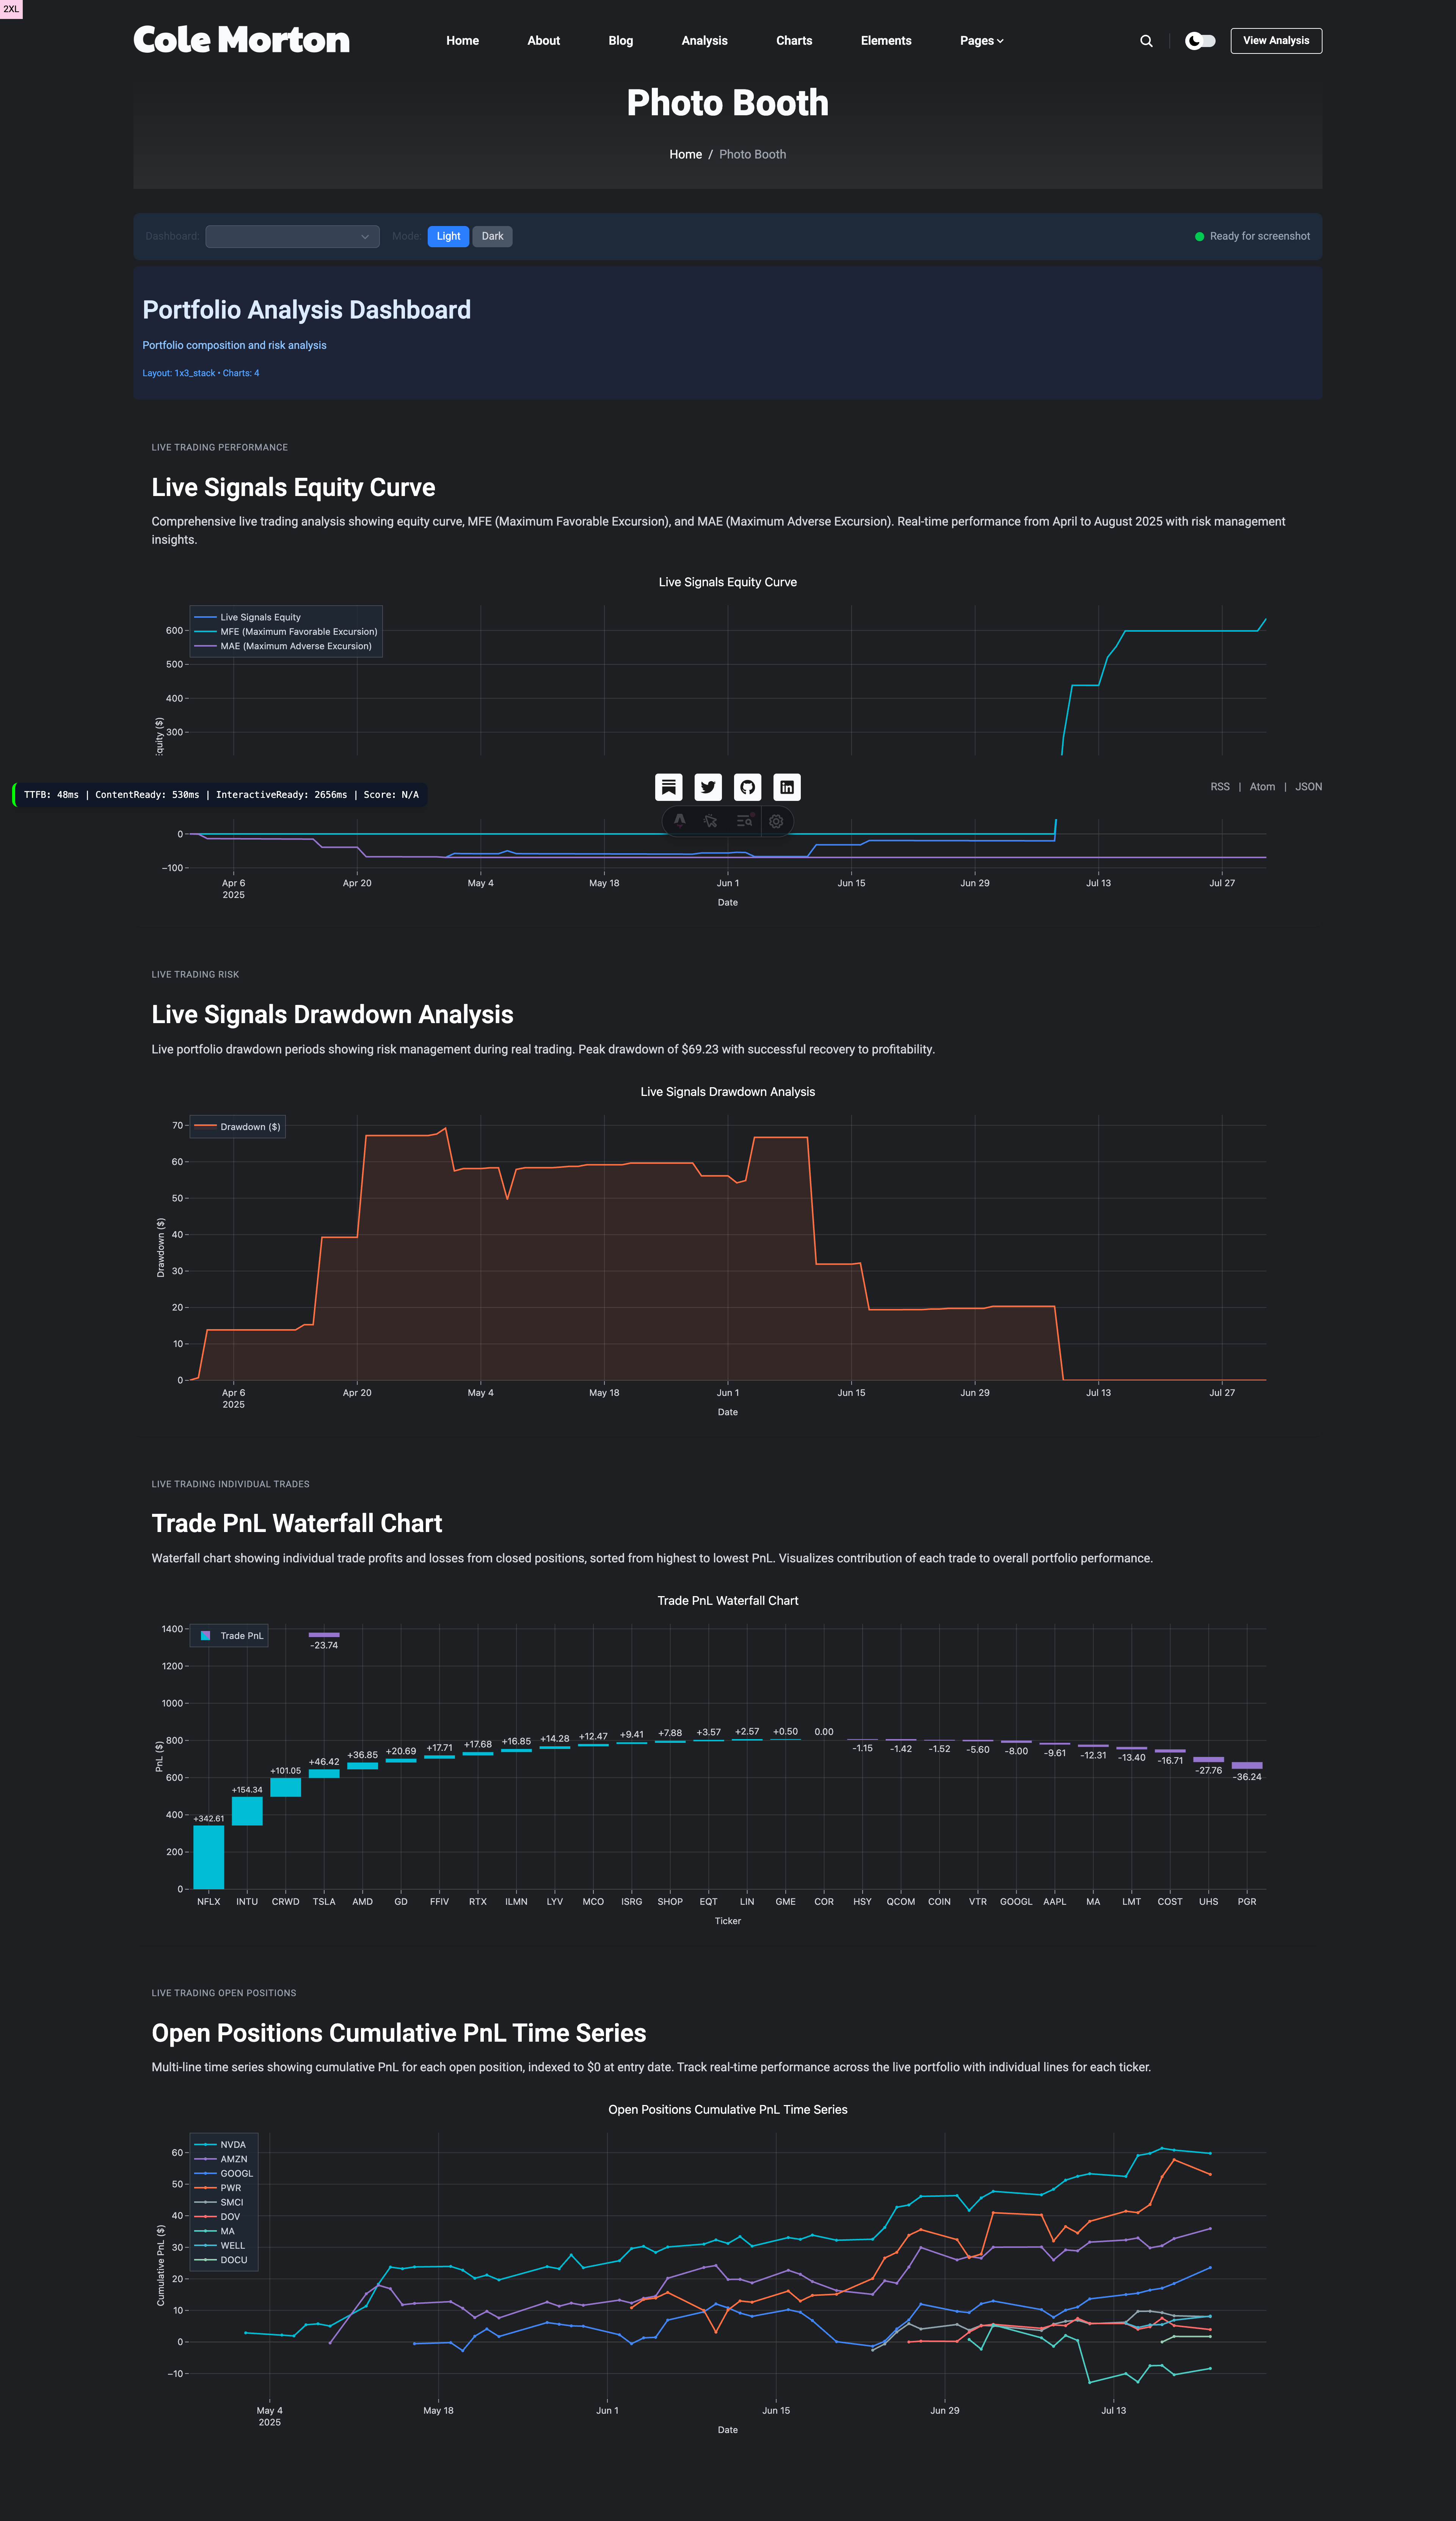 2XL
Cole Morton
Home About Blog Analysis Charts Elements Pages
View Analysis
Photo Booth
Home / Photo Booth
Dashboard: Mode: Light Dark
Ready for screenshot
Portfolio Analysis Dashboard
Portfolio composition and risk analysis
Layout: 1x3_stack • Charts: 4
LIVE TRADING PERFORMANCE
Live Signals Equity Curve
Comprehensive live trading analysis showing equity curve, MFE (Maximum Favorable Excursion), and MAE (Maximum Adverse Excursion). Real-time performance from April to August 2025 with risk management
insights.
Live Signals Equity Curve
Live Signals Equity
MFE (Maximum Favorable Excursion)
MAE (Maximum Adverse Excursion)
600
500
400
300
TTFB: 48ms | ContentReady: 530ms | InteractiveReady: 2656ms | Score: N/A
RSS | Atom | JSON
0
−100
Apr 6 Apr 20 May 4 May 18 Jun 1 Jun 15 Jun 29 Jul 13 Jul 27
2025
Date
LIVE TRADING RISK
Live Signals Drawdown Analysis
Live portfolio drawdown periods showing risk management during real trading. Peak drawdown of $69.23 with successful recovery to profitability.
Live Signals Drawdown Analysis
Drawdown ($)
70
60
50
40
30
20
10
0
Drawdown ($)
Apr 6 Apr 20 May 4 May 18 Jun 1 Jun 15 Jun 29 Jul 13 Jul 27
2025
Date
LIVE TRADING INDIVIDUAL TRADES
Trade PnL Waterfall Chart
Waterfall chart showing individual trade profits and losses from closed positions, sorted from highest to lowest PnL. Visualizes contribution of each trade to overall portfolio performance.
Trade PnL Waterfall Chart
Trade PnL
1400
1200
1000
800
600
400
200
0
PnL ($)
+342.61 +154.34 +101.05 -23.74 +46.42 +36.85 +20.69 +17.71 +17.68 +16.85 +14.28 +12.47 +9.41 +7.88 +3.57 +2.57 +0.50 0.00 -1.15 -1.42 -1.52 -5.60 -8.00 -9.61 -12.31 -13.40 -16.71 -27.76 -36.24
NFLX INTU CRWD TSLA AMD GD FFIV RTX ILMN LYV MCO ISRG SHOP EQT LIN GME COR HSY QCOM COIN VTR GOOGL AAPL MA LMT COST UHS PGR
Ticker
LIVE TRADING OPEN POSITIONS
Open Positions Cumulative PnL Time Series
Multi-line time series showing cumulative PnL for each open position, indexed to $0 at entry date. Track real-time performance across the live portfolio with individual lines for each ticker.
Open Positions Cumulative PnL Time Series
NVDA
AMZN
GOOGL
PWR
SMCI
DOV
MA
WELL
DOCU
60
50
40
30
20
10
0
−10
Cumulative PnL ($)
May 4 May 18 Jun 1 Jun 15 Jun 29 Jul 13
2025
Date